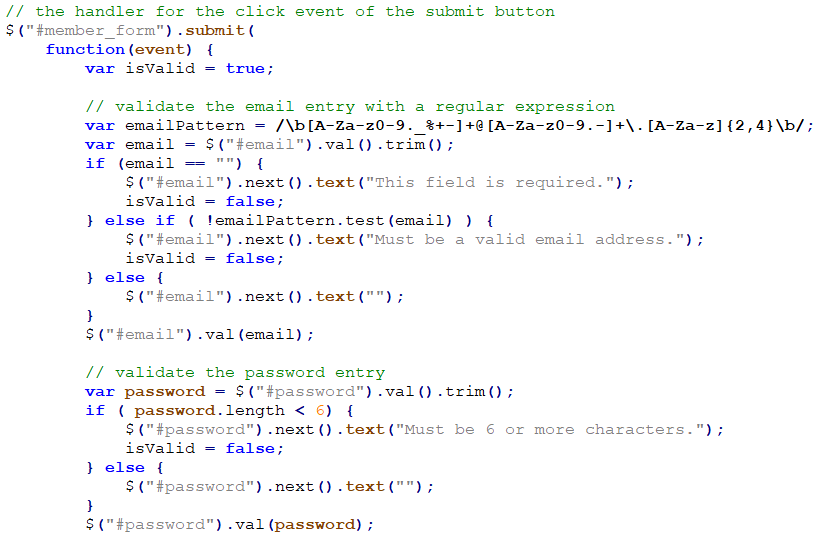 // the handler for the click event of the submit button
$("#member_form").submit(
    function(event) {
        var isValid = true;

        // validate the email entry with a regular expression
        var emailPattern = /\b[A-Za-z0-9._%+-]+@[A-Za-z0-9.-]+\.[A-Za-z]{2,4}\b/;
        var email = $("#email").val().trim();
        if (email == "") {
            $("#email").next().text("This field is required.");
            isValid = false;
        } else if ( !emailPattern.test(email) ) {
            $("#email").next().text("Must be a valid email address.");
            isValid = false;
        } else {
            $("#email").next().text("");
        }
        $("#email").val(email);

        // validate the password entry
        var password = $("#password").val().trim();
        if ( password.length < 6) {
            $("#password").next().text("Must be 6 or more characters.");
            isValid = false;
        } else {
            $("#password").next().text("");
        }
        $("#password").val(password);